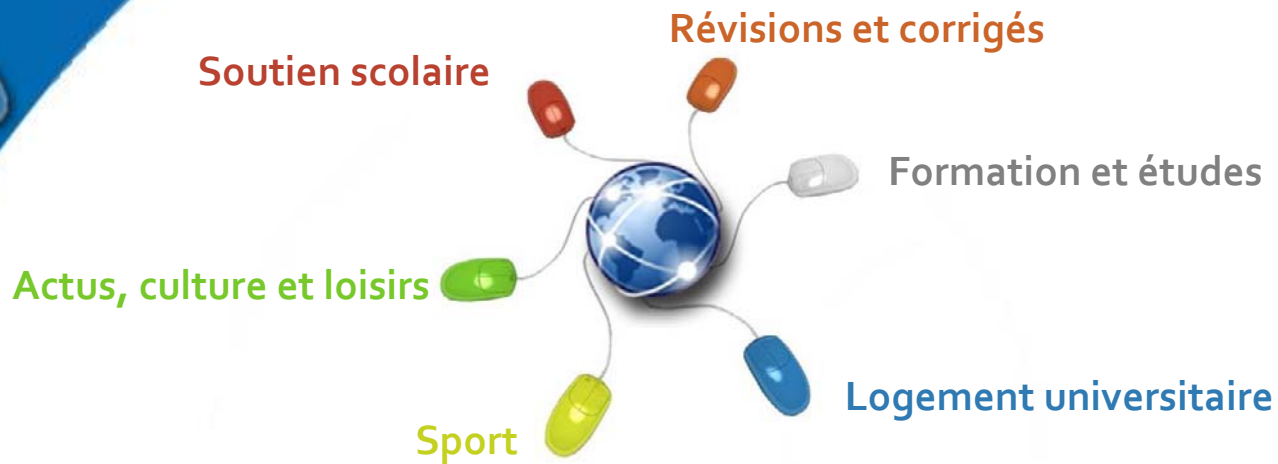 Révisions et corrigés
Soutien scolaire
Formation et études
Actus, culture et loisirs
Logement universitaire
Sport